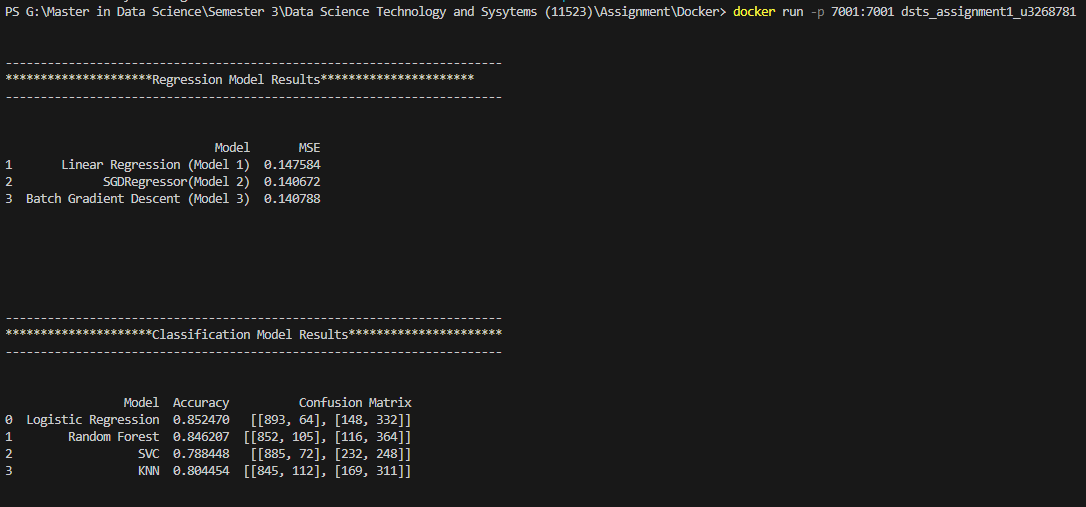 PS G:\Master in Data Science\Semester 3\Data Science Technology and Sysytems (11523)\Assignment\Docker> docker run -p 7001:7001 dsts_assignment1_u3268781
-----------------------------------------------------------------------
*********************Regression Model Results**********************
-----------------------------------------------------------------------
Model MSE
1 Linear Regression (Model 1) 0.147584
2 SGDRegressor(Model 2) 0.140672
3 Batch Gradient Descent (Model 3) 0.140788
-----------------------------------------------------------------------
*********************Classification Model Results**********************
-----------------------------------------------------------------------
Model Accuracy Confusion Matrix
0 Logistic Regression 0.852470 [[893, 64], [148, 332]]
1 Random Forest 0.846207 [[852, 105], [116, 364]]
2 SVC 0.788448 [[885, 72], [232, 248]]
3 KNN 0.804454 [[845, 112], [169, 311]]